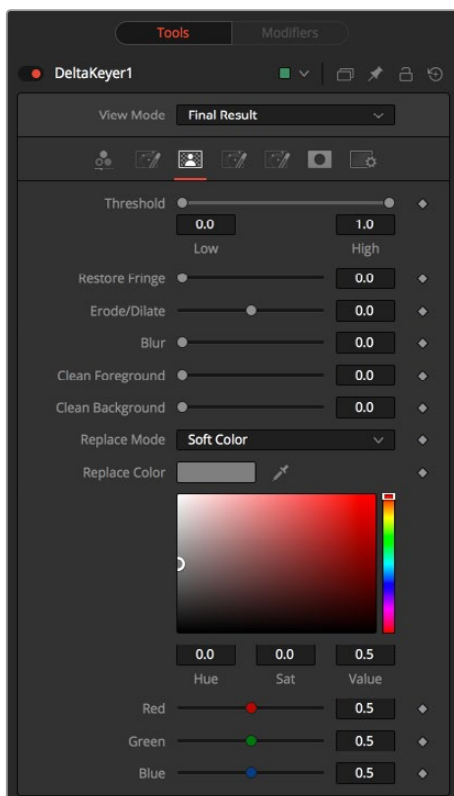 Tools Modifiers
DeltaKeyer1
View Mode Final Result
Threshold
0.0 1.0
Low High
Restore Fringe 0.0
Erode/Dilate 0.0
Blur 0.0
Clean Foreground 0.0
Clean Background 0.0
Replace Mode Soft Color
Replace Color
0.0 0.0 0.5
Hue Sat Value
Red 0.5
Green 0.5
Blue 0.5